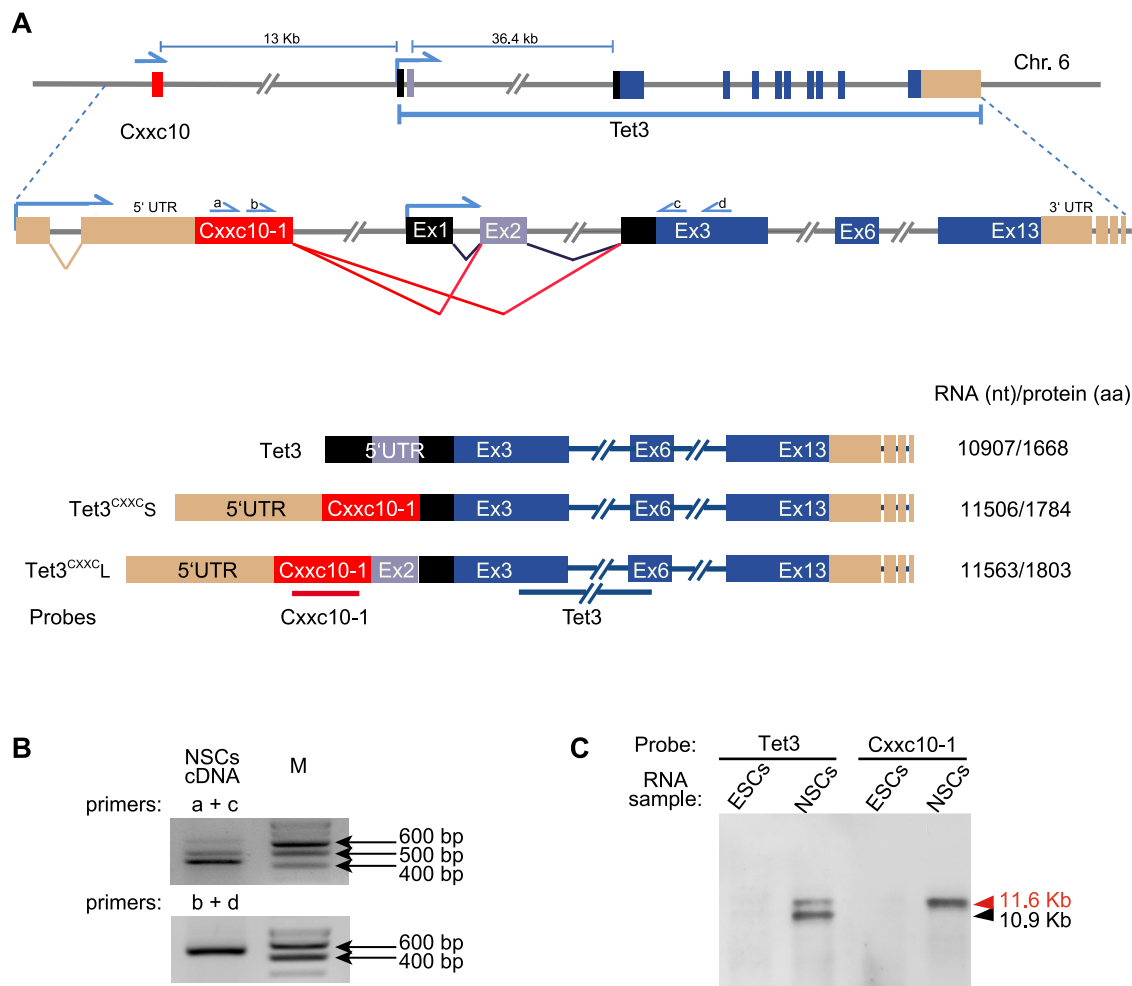 A
13 Kb
36.4 kb
Chr. 6
Cxxc10
Tet3
5' UTR
a
b
c
d
3' UTR
Cxxc10-1
Ex1
Ex2
Ex3
Ex6
Ex13
RNA (nt)/protein (aa)
Tet3
5'UTR
Ex3
Ex6
Ex13
10907/1668
Tet3CXXCS
5'UTR
Cxxc10-1
Ex3
Ex6
Ex13
11506/1784
Tet3CXXCL
5'UTR
Cxxc10-1
Ex2
Ex3
Ex6
Ex13
11563/1803
Probes
Cxxc10-1
Tet3
B
NSCs
cDNA
M
primers:
a + c
600 bp
500 bp
400 bp
primers:
b + d
600 bp
400 bp
C
Probe:
Tet3
Cxxc10-1
RNA
sample:
ESCs
NSCs
ESCs
NSCs
11.6 Kb
10.9 Kb